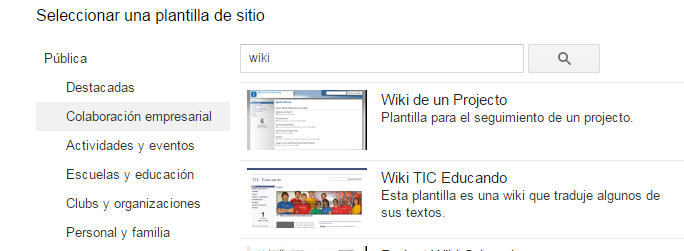 Seleccionar una plantilla de sitio
Pública
Destacadas
Colaboración empresarial
Actividades y eventos
Escuelas y educación
Clubs y organizaciones
Personal y familia
wiki
Wiki de un Projecto
Plantilla para el seguimiento de un projecto.
Wiki TIC Educando
Esta plantilla es una wiki que traduje algunos de
sus textos.
TIC Educando